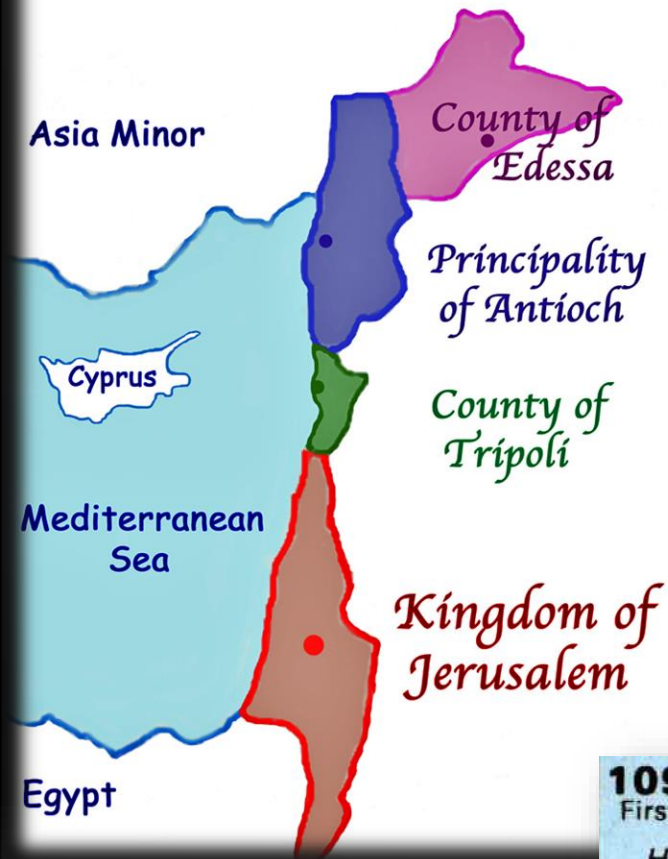 Asia Minor
County of
Edessa
Principality
of Antioch
Cyprus
County of
Tripoli
Mediterranean
Sea
Kingdom of
Jerusalem
Egypt